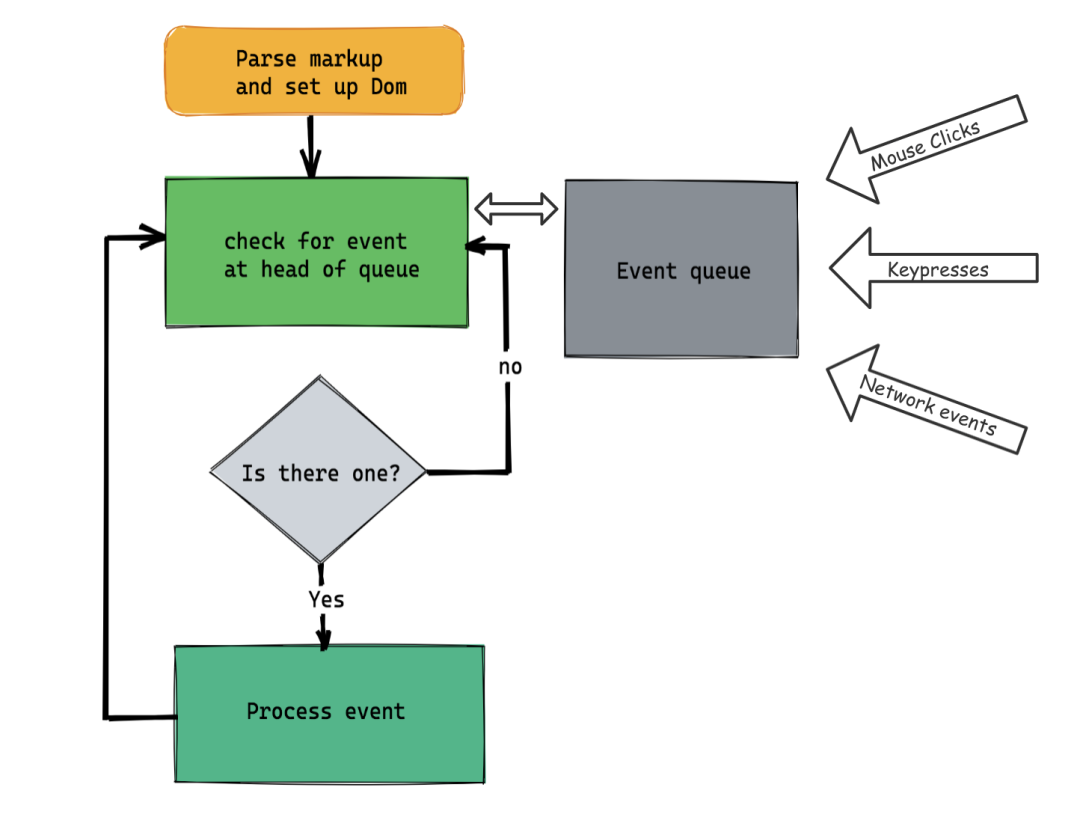 Parse markup
and set up Dom
check for event
at head of queue
Event queue
Mouse Clicks
Keypresses
Network events
no
Is there one?
Yes
Process event